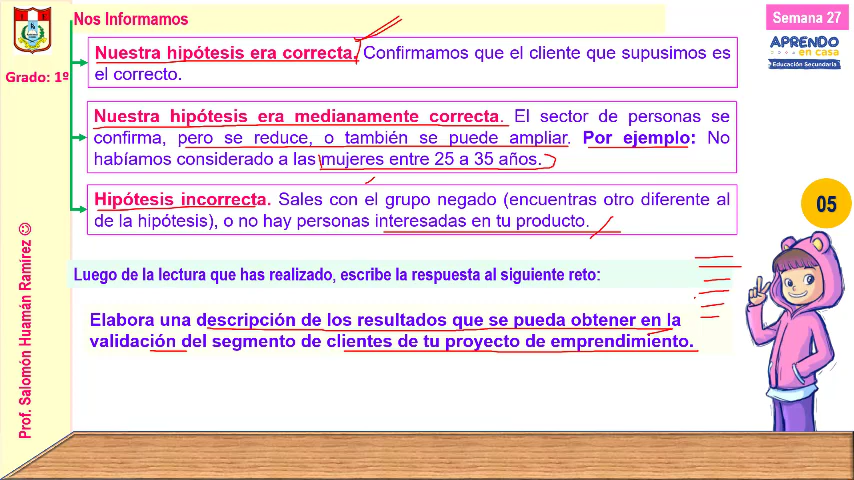 Nos Informamos
Semana 27
APRENDO
en casa
Educación Secundaria
Grado: 1º
Nuestra hipótesis era correcta. Confirmamos que el cliente que supusimos es
el correcto.
Nuestra hipótesis era medianamente correcta. El sector de personas se
confirma, pero se reduce, o también se puede ampliar. Por ejemplo: No
habíamos considerado a las mujeres entre 25 a 35 años.
Hipótesis incorrecta. Sales con el grupo negado (encuentras otro diferente al
de la hipótesis), o no hay personas interesadas en tu producto.
05
Luego de la lectura que has realizado, escribe la respuesta al siguiente reto:
Elabora una descripción de los resultados que se pueda obtener en la
validación del segmento de clientes de tu proyecto de emprendimiento.
Prof. Salomón Huamán Ramírez ☺